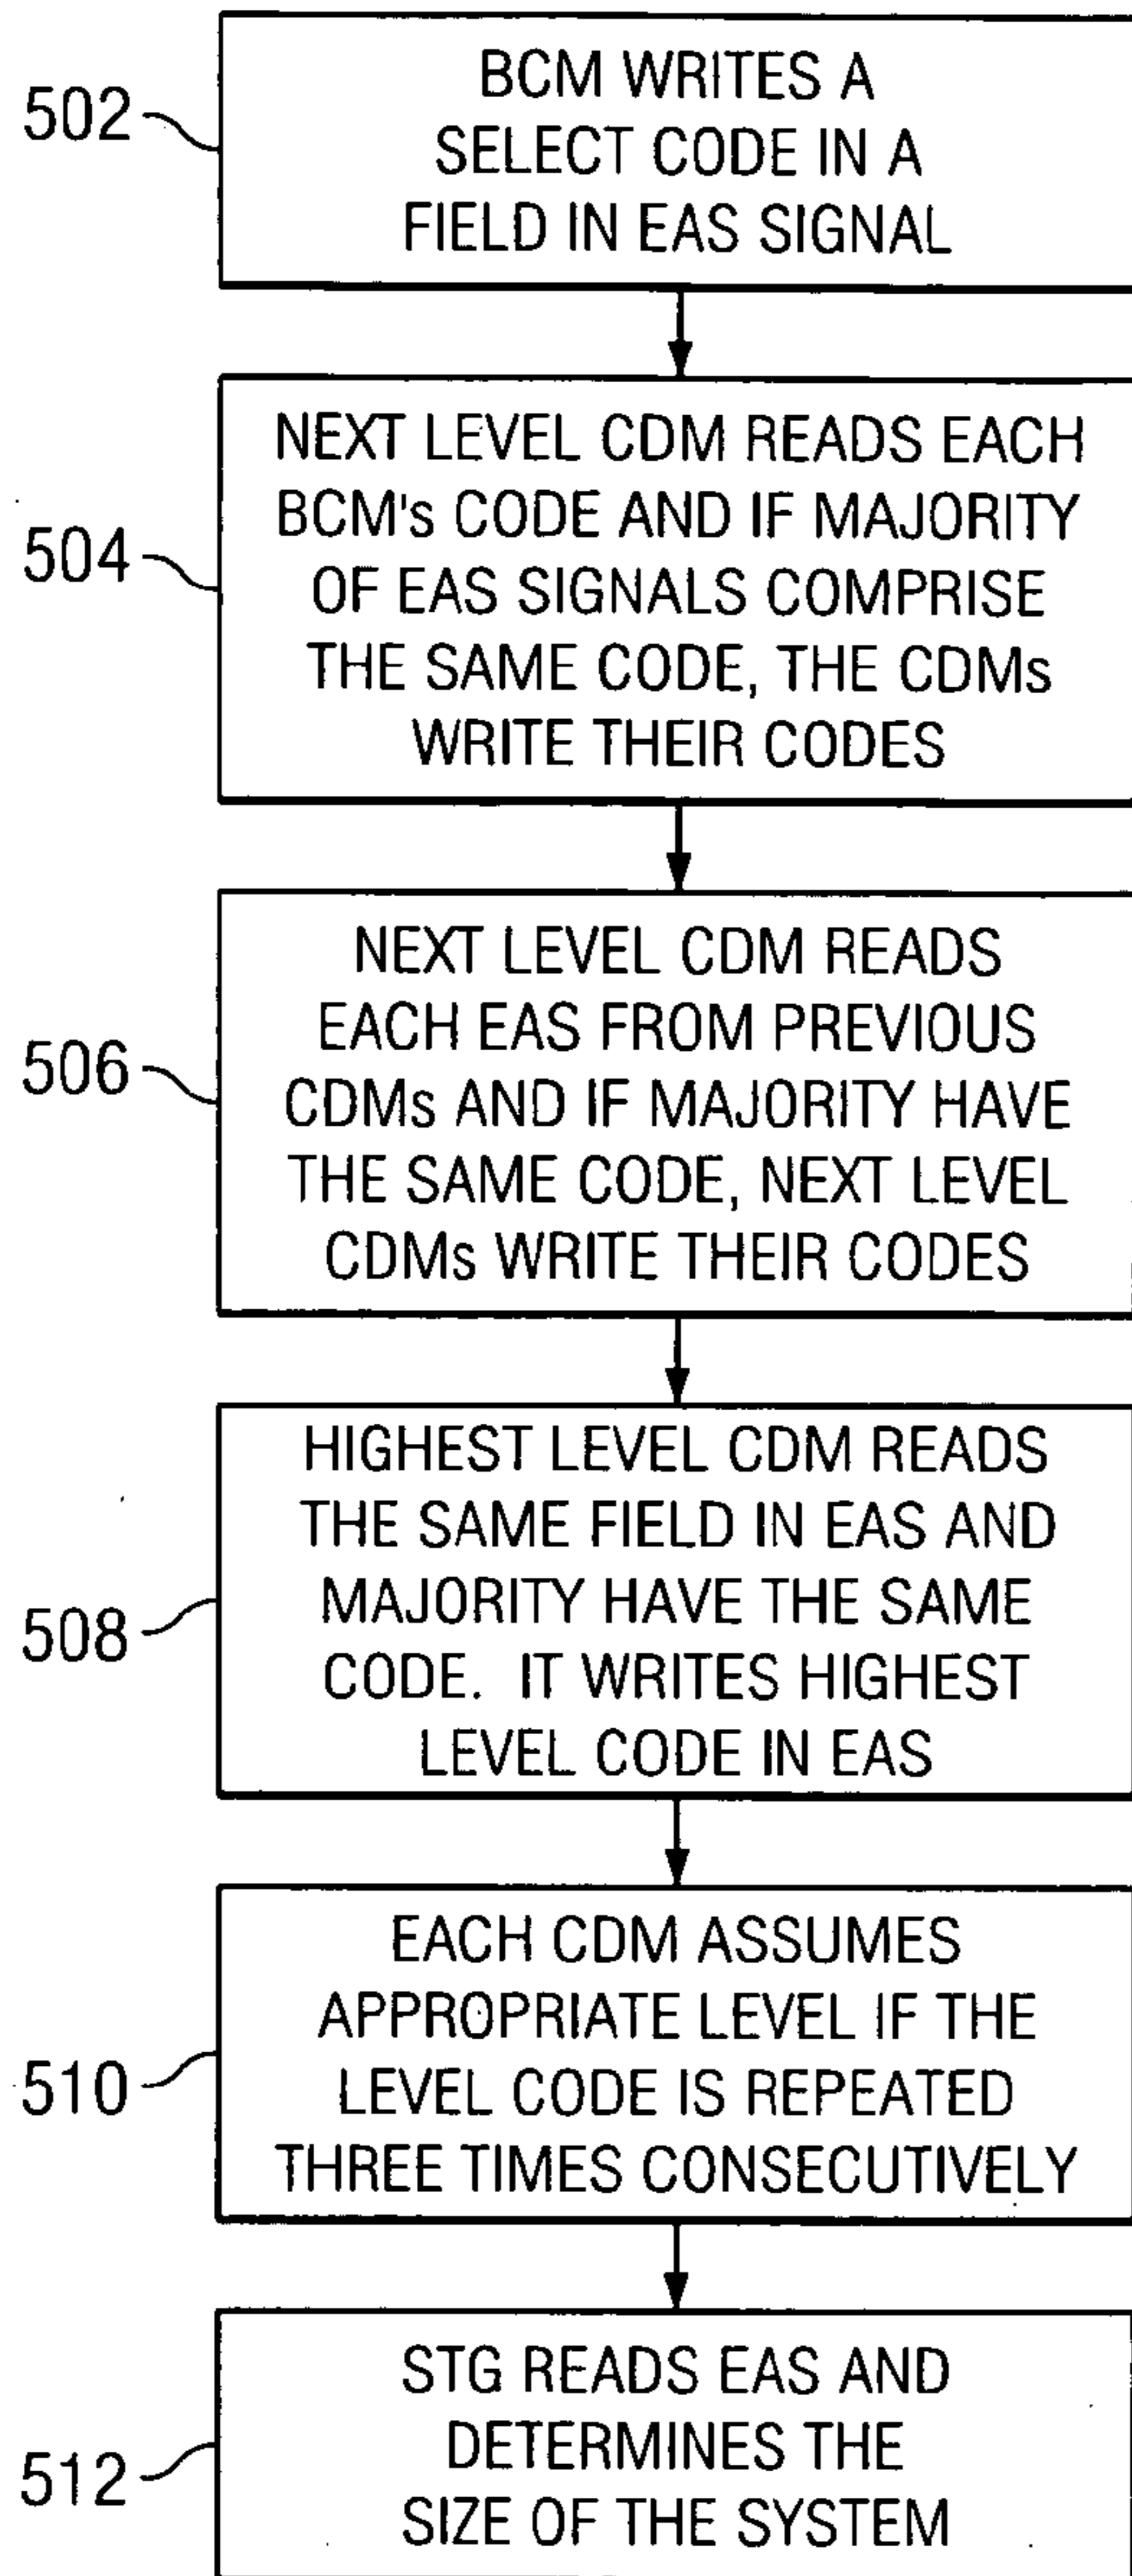 502
BCM WRITES A
SELECT CODE IN A
FIELD IN EAS SIGNAL
504
NEXT LEVEL CDM READS EACH
BCM's CODE AND IF MAJORITY
OF EAS SIGNALS COMPRISE
THE SAME CODE, THE CDMs
WRITE THEIR CODES
506
NEXT LEVEL CDM READS
EACH EAS FROM PREVIOUS
CDMs AND IF MAJORITY HAVE
THE SAME CODE, NEXT LEVEL
CDMs WRITE THEIR CODES
508
HIGHEST LEVEL CDM READS
THE SAME FIELD IN EAS AND
MAJORITY HAVE THE SAME
CODE. IT WRITES HIGHEST
LEVEL CODE IN EAS
510
EACH CDM ASSUMES
APPROPRIATE LEVEL IF THE
LEVEL CODE IS REPEATED
THREE TIMES CONSECUTIVELY
512
STG READS EAS AND
DETERMINES THE
SIZE OF THE SYSTEM